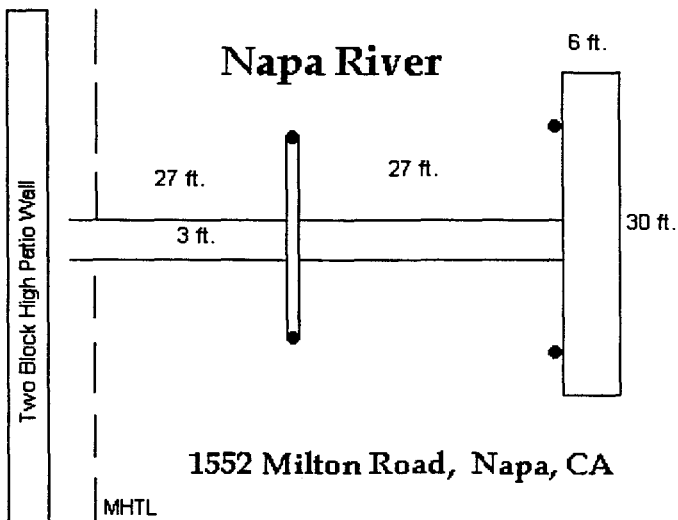 6 ft.
Napa River
27 ft.
27 ft.
3 ft.
30 ft.
Two Block High Patio Wall
1552 Milton Road, Napa, CA
MHTL